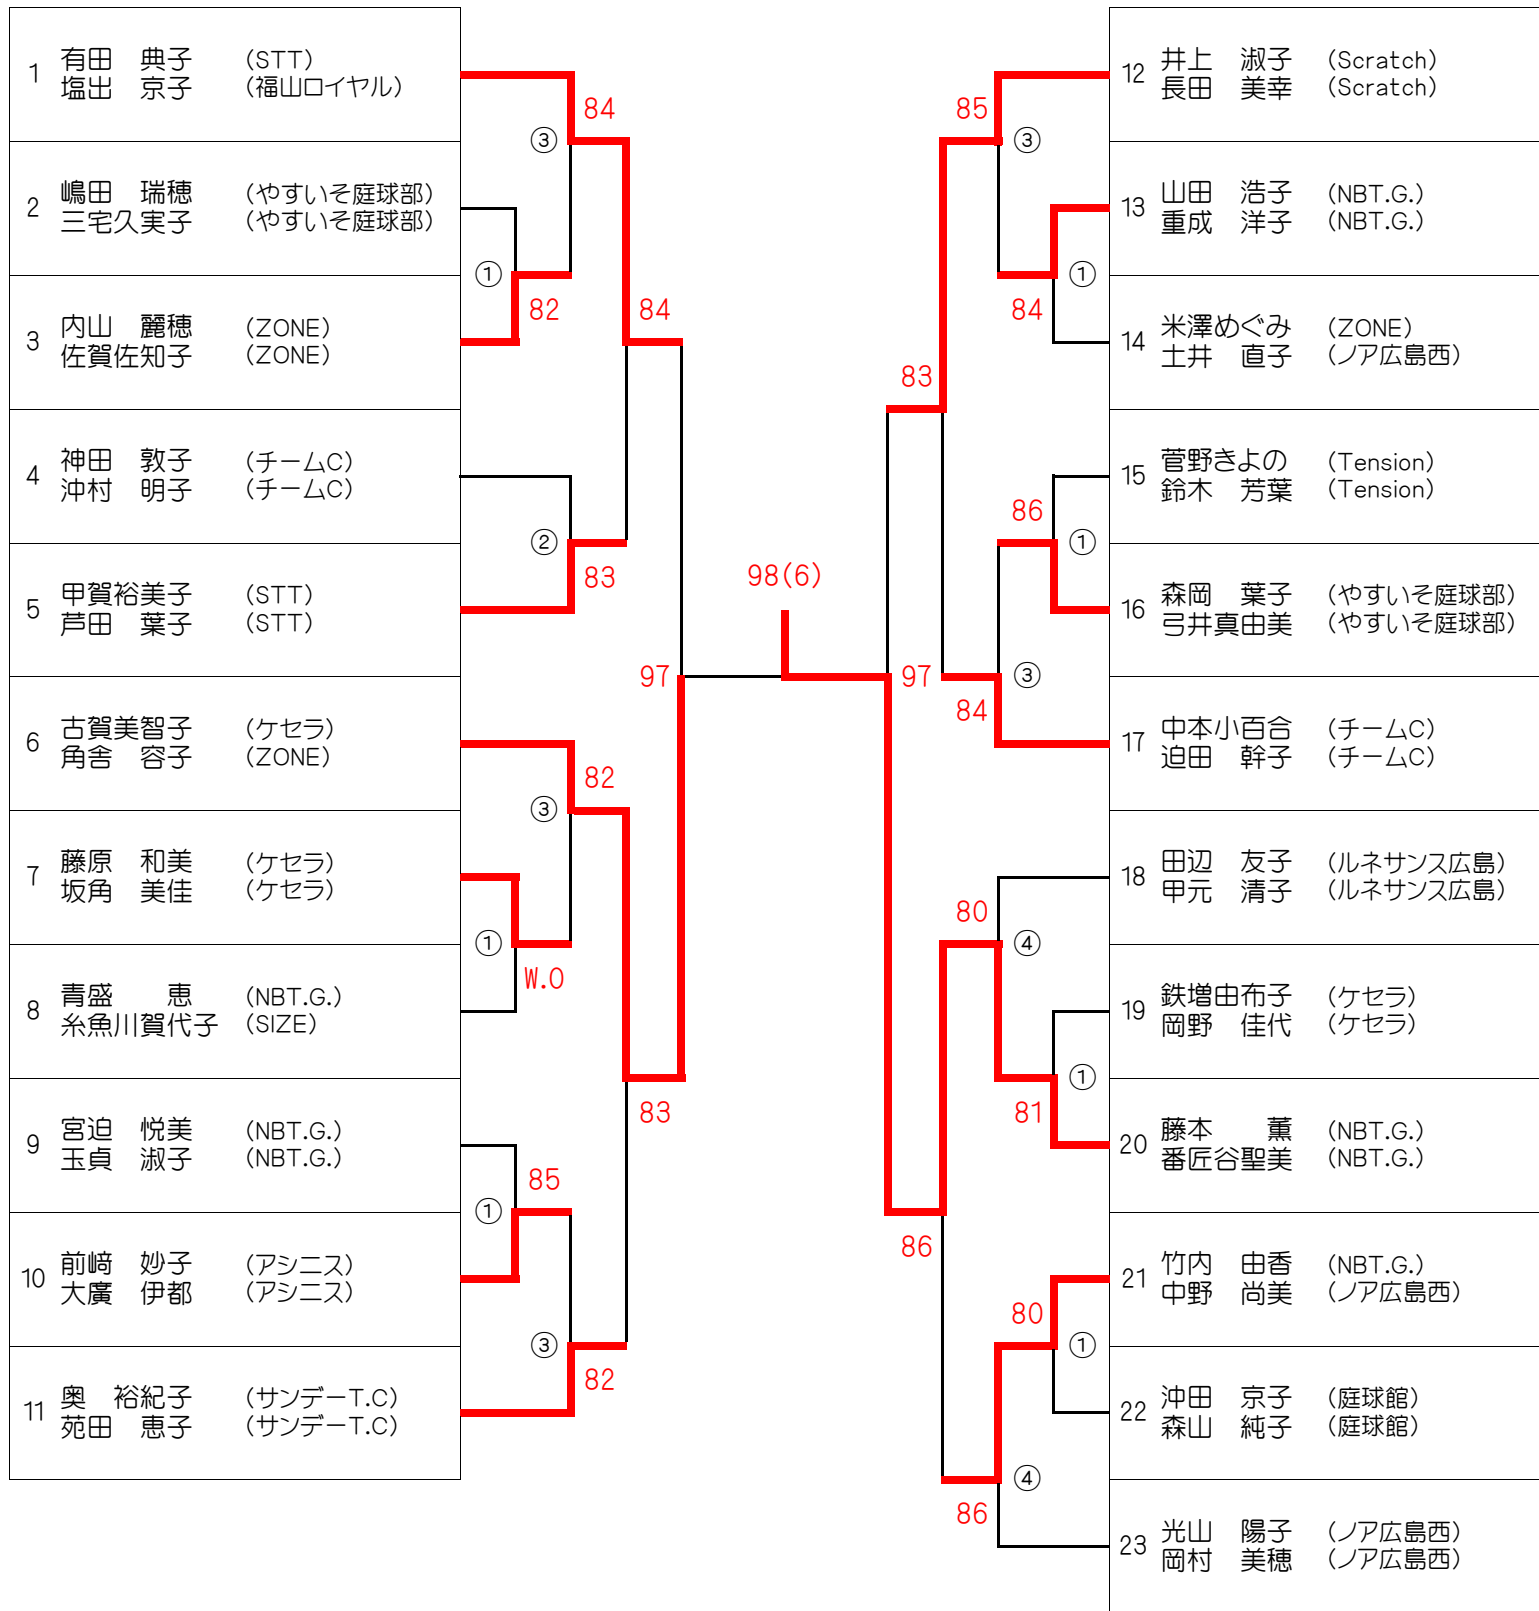 1 有田　典子 (STT)
塩出　京子 (福山ロイヤル)
2 嶋田　瑞穂 (やすいそ庭球部)
三宅久実子 (やすいそ庭球部)
3 内山　麗穂 (ZONE)
佐賀佐知子 (ZONE)
4 神田　敦子 (チームC)
沖村　明子 (チームC)
5 甲賀裕美子 (STT)
芦田　葉子 (STT)
6 古賀美智子 (ケセラ)
角舎　容子 (ZONE)
7 藤原　和美 (ケセラ)
坂角　美佳 (ケセラ)
8 青盛　　恵 (NBT.G.)
糸魚川賀代子 (SIZE)
9 宮迫　悦美 (NBT.G.)
玉貞　淑子 (NBT.G.)
10 前﨑　妙子 (アシニス)
大廣　伊都 (アシニス)
11 奥　裕紀子 (サンデーT.C)
苑田　恵子 (サンデーT.C)
84
③
①
82
84
②
83
97
82
③
①
W.O
83
85
①
③
82
98(6)
85
③
①
84
83
86
①
97
③
84
80
④
①
81
86
80
①
④
86
12 井上　淑子 (Scratch)
長田　美幸 (Scratch)
13 山田　浩子 (NBT.G.)
重成　洋子 (NBT.G.)
14 米澤めぐみ (ZONE)
土井　直子 (ノア広島西)
15 菅野きよの (Tension)
鈴木　芳葉 (Tension)
16 森岡　葉子 (やすいそ庭球部)
弓井真由美 (やすいそ庭球部)
17 中本小百合 (チームC)
迫田　幹子 (チームC)
18 田辺　友子 (ルネサンス広島)
甲元　清子 (ルネサンス広島)
19 鉄増由布子 (ケセラ)
岡野　佳代 (ケセラ)
20 藤本　　薫 (NBT.G.)
番匠谷聖美 (NBT.G.)
21 竹内　由香 (NBT.G.)
中野　尚美 (ノア広島西)
22 沖田　京子 (庭球館)
森山　純子 (庭球館)
23 光山　陽子 (ノア広島西)
岡村　美穂 (ノア広島西)